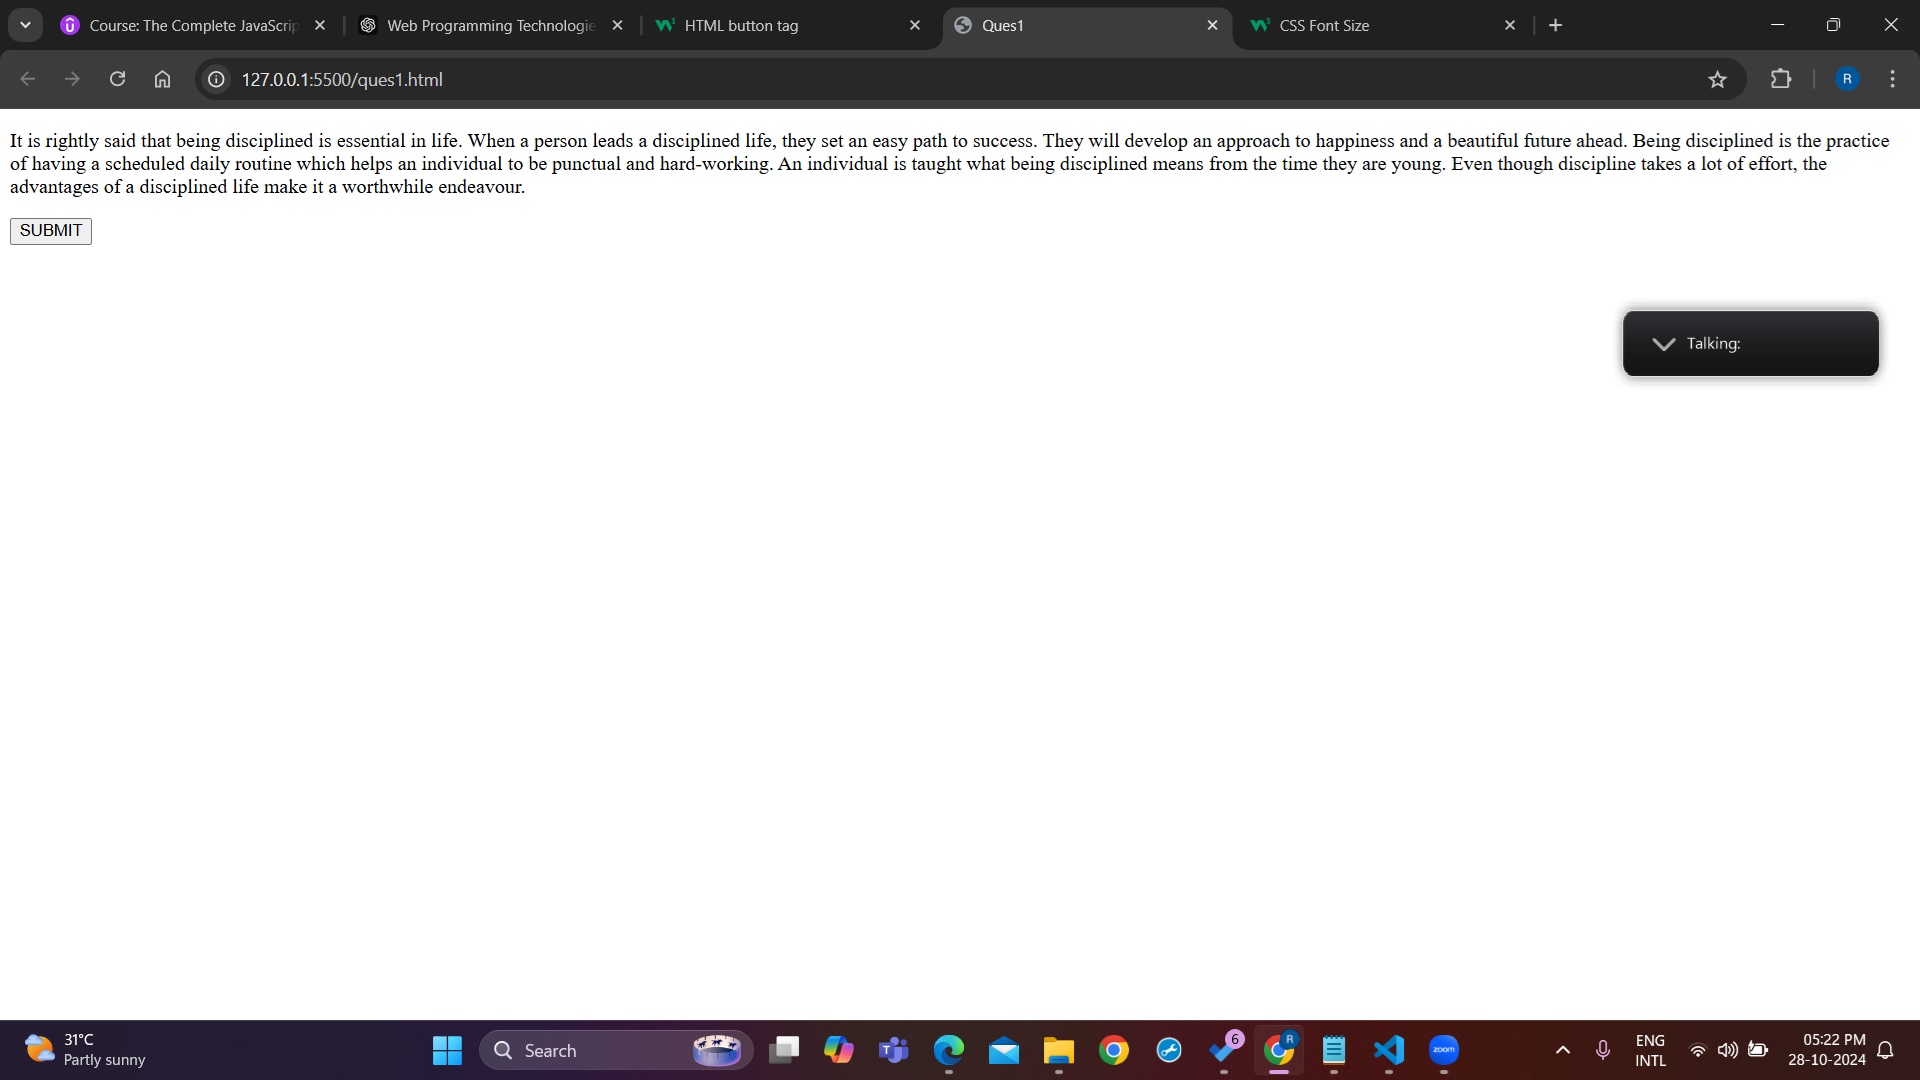 Course: The Complete JavaScrip
Web Programming Technologie
HTML button tag
Ques1
CSS Font Size
127.0.0.1:5500/ques1.html
R
It is rightly said that being disciplined is essential in life. When a person leads a disciplined life, they set an easy path to success. They will develop an approach to happiness and a beautiful future ahead. Being disciplined is the practice
of having a scheduled daily routine which helps an individual to be punctual and hard-working. An individual is taught what being disciplined means from the time they are young. Even though discipline takes a lot of effort, the
advantages of a disciplined life make it a worthwhile endeavour.
SUBMIT
Talking:
31°C
Partly sunny
Search
6
R
zoom
ENG
INTL
05:22 PM
28-10-2024